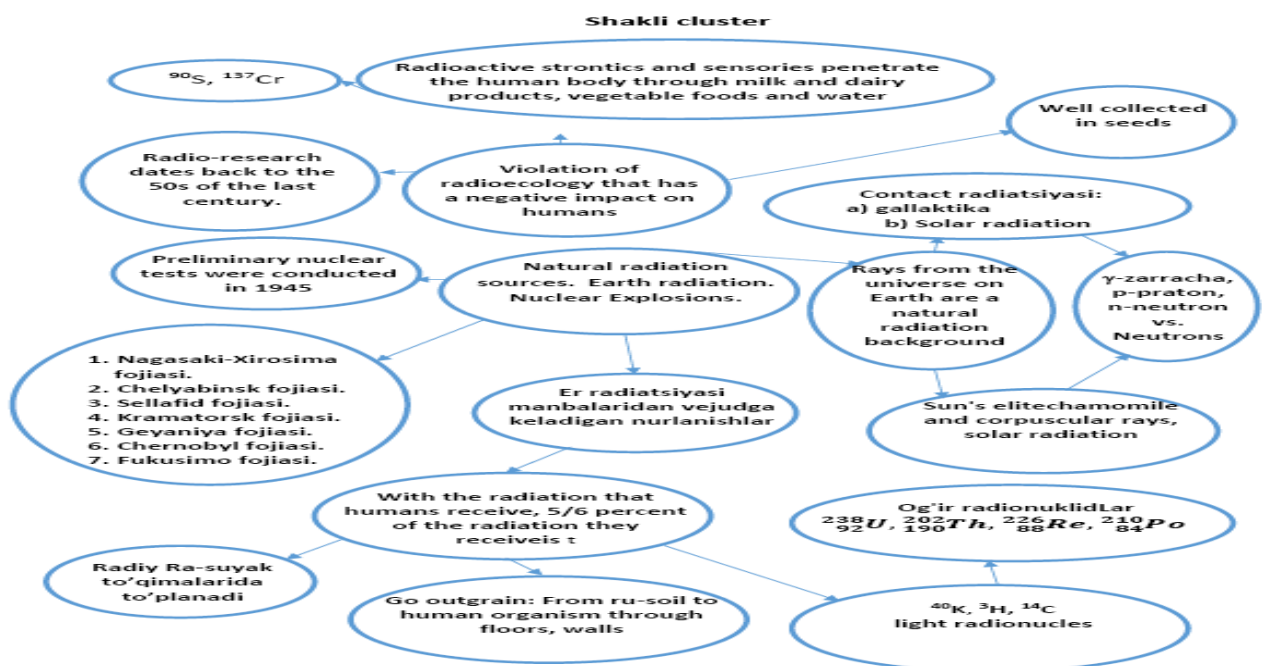 Shakli cluster
⁹⁰S, ¹³⁷Cr
Radioactive strontics and sensories penetrate
the human body through milk and dairy
products, vegetable foods and water
Well collected
in seeds
Radio-research
dates back to the
50s of the last
century.
Violation of
radioecology that has
a negative impact on
humans
Contact radiatsiyasi:
a) gallaktika
b) Solar radiation
Preliminary nuclear
tests were conducted
in 1945
Natural radiation
sources. Earth radiation.
Nuclear Explosions.
Rays from the
universe on
Earth are a
natural
radiation
background
γ-zarracha,
p-praton,
n-neutron
vs.
Neutrons
1. Nagasaki-Xirosima
fojiasi.
2. Chelyabinsk fojiasi.
3. Sellafid fojiasi.
4. Kramatorsk fojiasi.
5. Geyaniya fojiasi.
6. Chernobyl fojiasi.
7. Fukusimo fojiasi.
Er radiatsiyasi
manbalaridan vejudga
keladigan nurlanishlar
Sun's elitechamomile
and corpuscular rays,
solar radiation
With the radiation that
humans receive, 5/6 percent
of the radiation they
receiveis τ
Og'ir radionuklidLar
²³⁸₉₂U, ²⁰²₁₉₀Th, ²²⁶₈₈Re, ²¹⁰₈₄Po
Radiy Ra-suyak
to'qimalarida
to'planadi
Go outgrain: From ru-soil to
human organism through
floors, walls
⁴⁰K, ³H, ¹⁴C
light radionucles